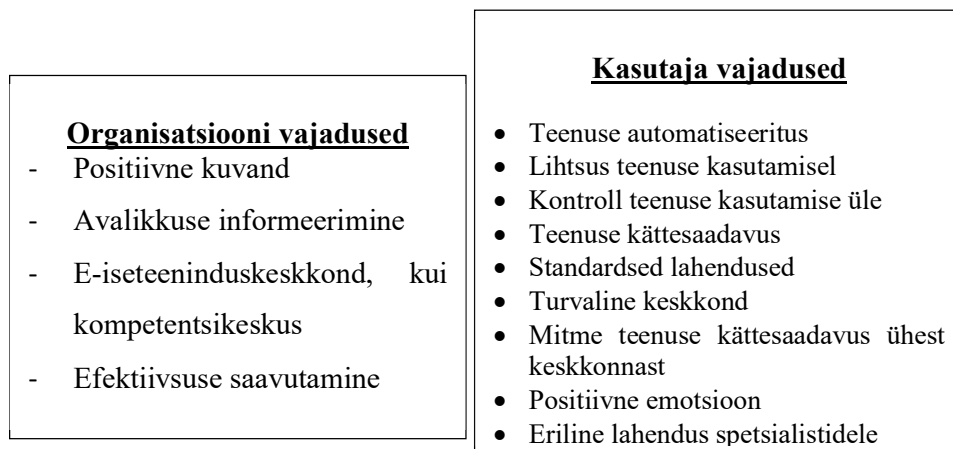 Organisatsiooni vajadused
- Positiivne kuvand
- Avalikkuse informeerimine
- E-iseteeninduskeskkond, kui
kompetentsikeskus
- Efektiivsuse saavutamine
Kasutaja vajadused
• Teenuse automatiseeritus
• Lihtsus teenuse kasutamisel
• Kontroll teenuse kasutamise üle
• Teenuse kättesaadavus
• Standardsed lahendused
• Turvaline keskkond
• Mitme teenuse kättesaadavus ühest
keskkonnast
• Positiivne emotsioon
• Eriline lahendus spetsialistidele